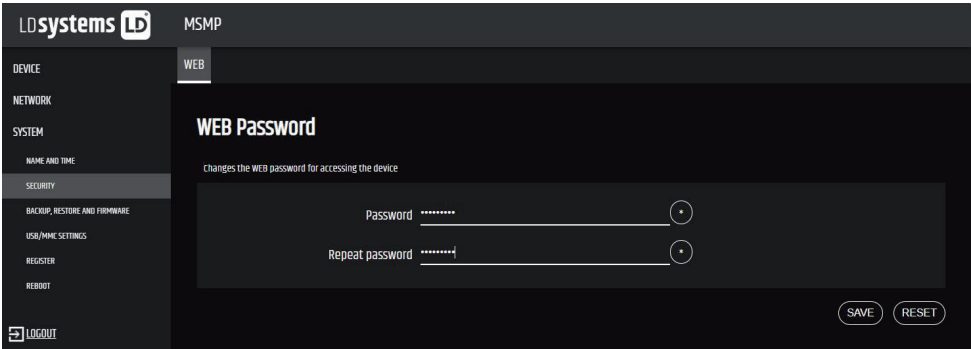 LDsystems LD
MSMP
DEVICE
NETWORK
SYSTEM
NAME AND TIME
SECURITY
BACKUP, RESTORE AND FIRMWARE
USB/MMC SETTINGS
REGISTER
REBOOT
LOGOUT
WEB
WEB Password
Changes the WEB password for accessing the device
Password ••••••••• *
Repeat password ••••••••• *
SAVE RESET